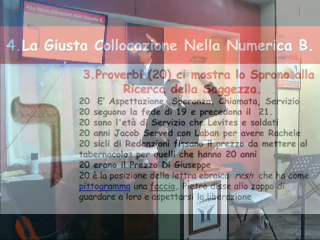 4.La Giusta Collocazione Nella Numerica B.
3.Proverbi (20) ci mostra lo Sprono alla
Ricerca della Saggezza.
20 E' Aspettazione, Speranza, Chiamata, Servizio
20 seguono la fede di 19 e precedono il 21.
20 sono l'età di Servizio che Levites e soldati
20 anni Jacob Served con Laban per avere Rachele
20 sicli di Redenzioni fissano il prezzo da mettere al
tabernacolo per quelli che hanno 20 anni
20 erano il Prezzo Di Giuseppe
20 è la posizione della lettra ebraica resh che ha come
pittogramma una faccia. Pietro disse allo zoppo di
guardare a loro e aspettarsi la liberazione